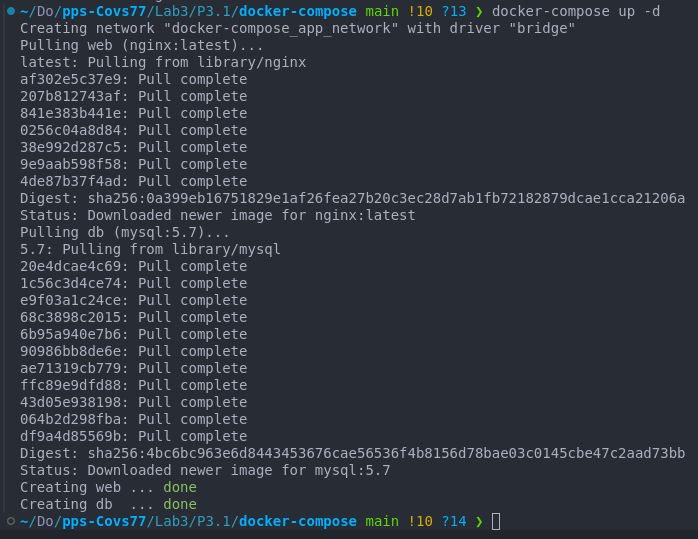 ~/Do/pps-Covs77/Lab3/P3.1/docker-compose main !10 ?13 ❯ docker-compose up -d
Creating network "docker-compose_app_network" with driver "bridge"
Pulling web (nginx:latest)...
latest: Pulling from library/nginx
af302e5c37e9: Pull complete
207b812743af: Pull complete
841e383b441e: Pull complete
0256c04a8d84: Pull complete
38e992d287c5: Pull complete
9e9aab598f58: Pull complete
4de87b37f4ad: Pull complete
Digest: sha256:0a399eb16751829e1af26fea27b20c3ec28d7ab1fb72182879dcae1cca21206a
Status: Downloaded newer image for nginx:latest
Pulling db (mysql:5.7)...
5.7: Pulling from library/mysql
20e4dcae4c69: Pull complete
1c56c3d4ce74: Pull complete
e9f03a1c24ce: Pull complete
68c3898c2015: Pull complete
6b95a940e7b6: Pull complete
90986bb8de6e: Pull complete
ae71319cb779: Pull complete
ffc89e9dfd88: Pull complete
43d05e938198: Pull complete
064b2d298fba: Pull complete
df9a4d85569b: Pull complete
Digest: sha256:4bc6bc963e6d8443453676cae56536f4b8156d78bae03c0145cbe47c2aad73bb
Status: Downloaded newer image for mysql:5.7
Creating web ... done
Creating db  ... done
~/Do/pps-Covs77/Lab3/P3.1/docker-compose main !10 ?14 ❯